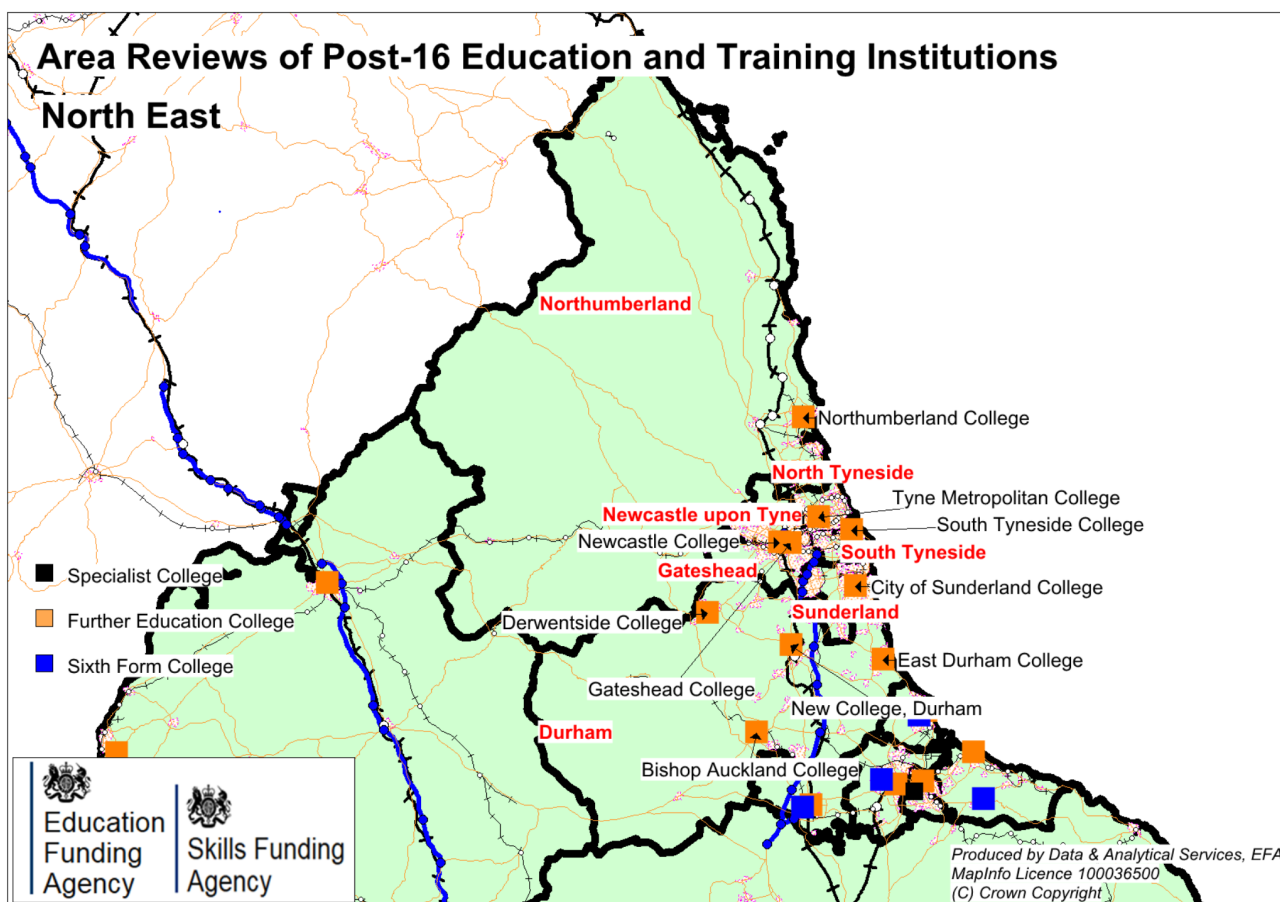 Area Reviews of Post-16 Education and Training Institutions
North East
Northumberland
Northumberland College
North Tyneside
Tyne Metropolitan College
Newcastle upon Tyne
South Tyneside College
Newcastle College
South Tyneside
Gateshead
Specialist College
City of Sunderland College
Sunderland
Further Education College
Derwentside College
Sixth Form College
East Durham College
Gateshead College
New College, Durham
Durham
Bishop Auckland College
Education
Funding
Agency
Skills Funding
Agency
Produced by Data & Analytical Services, EFA
MapInfo Licence 100036500
(C) Crown Copyright